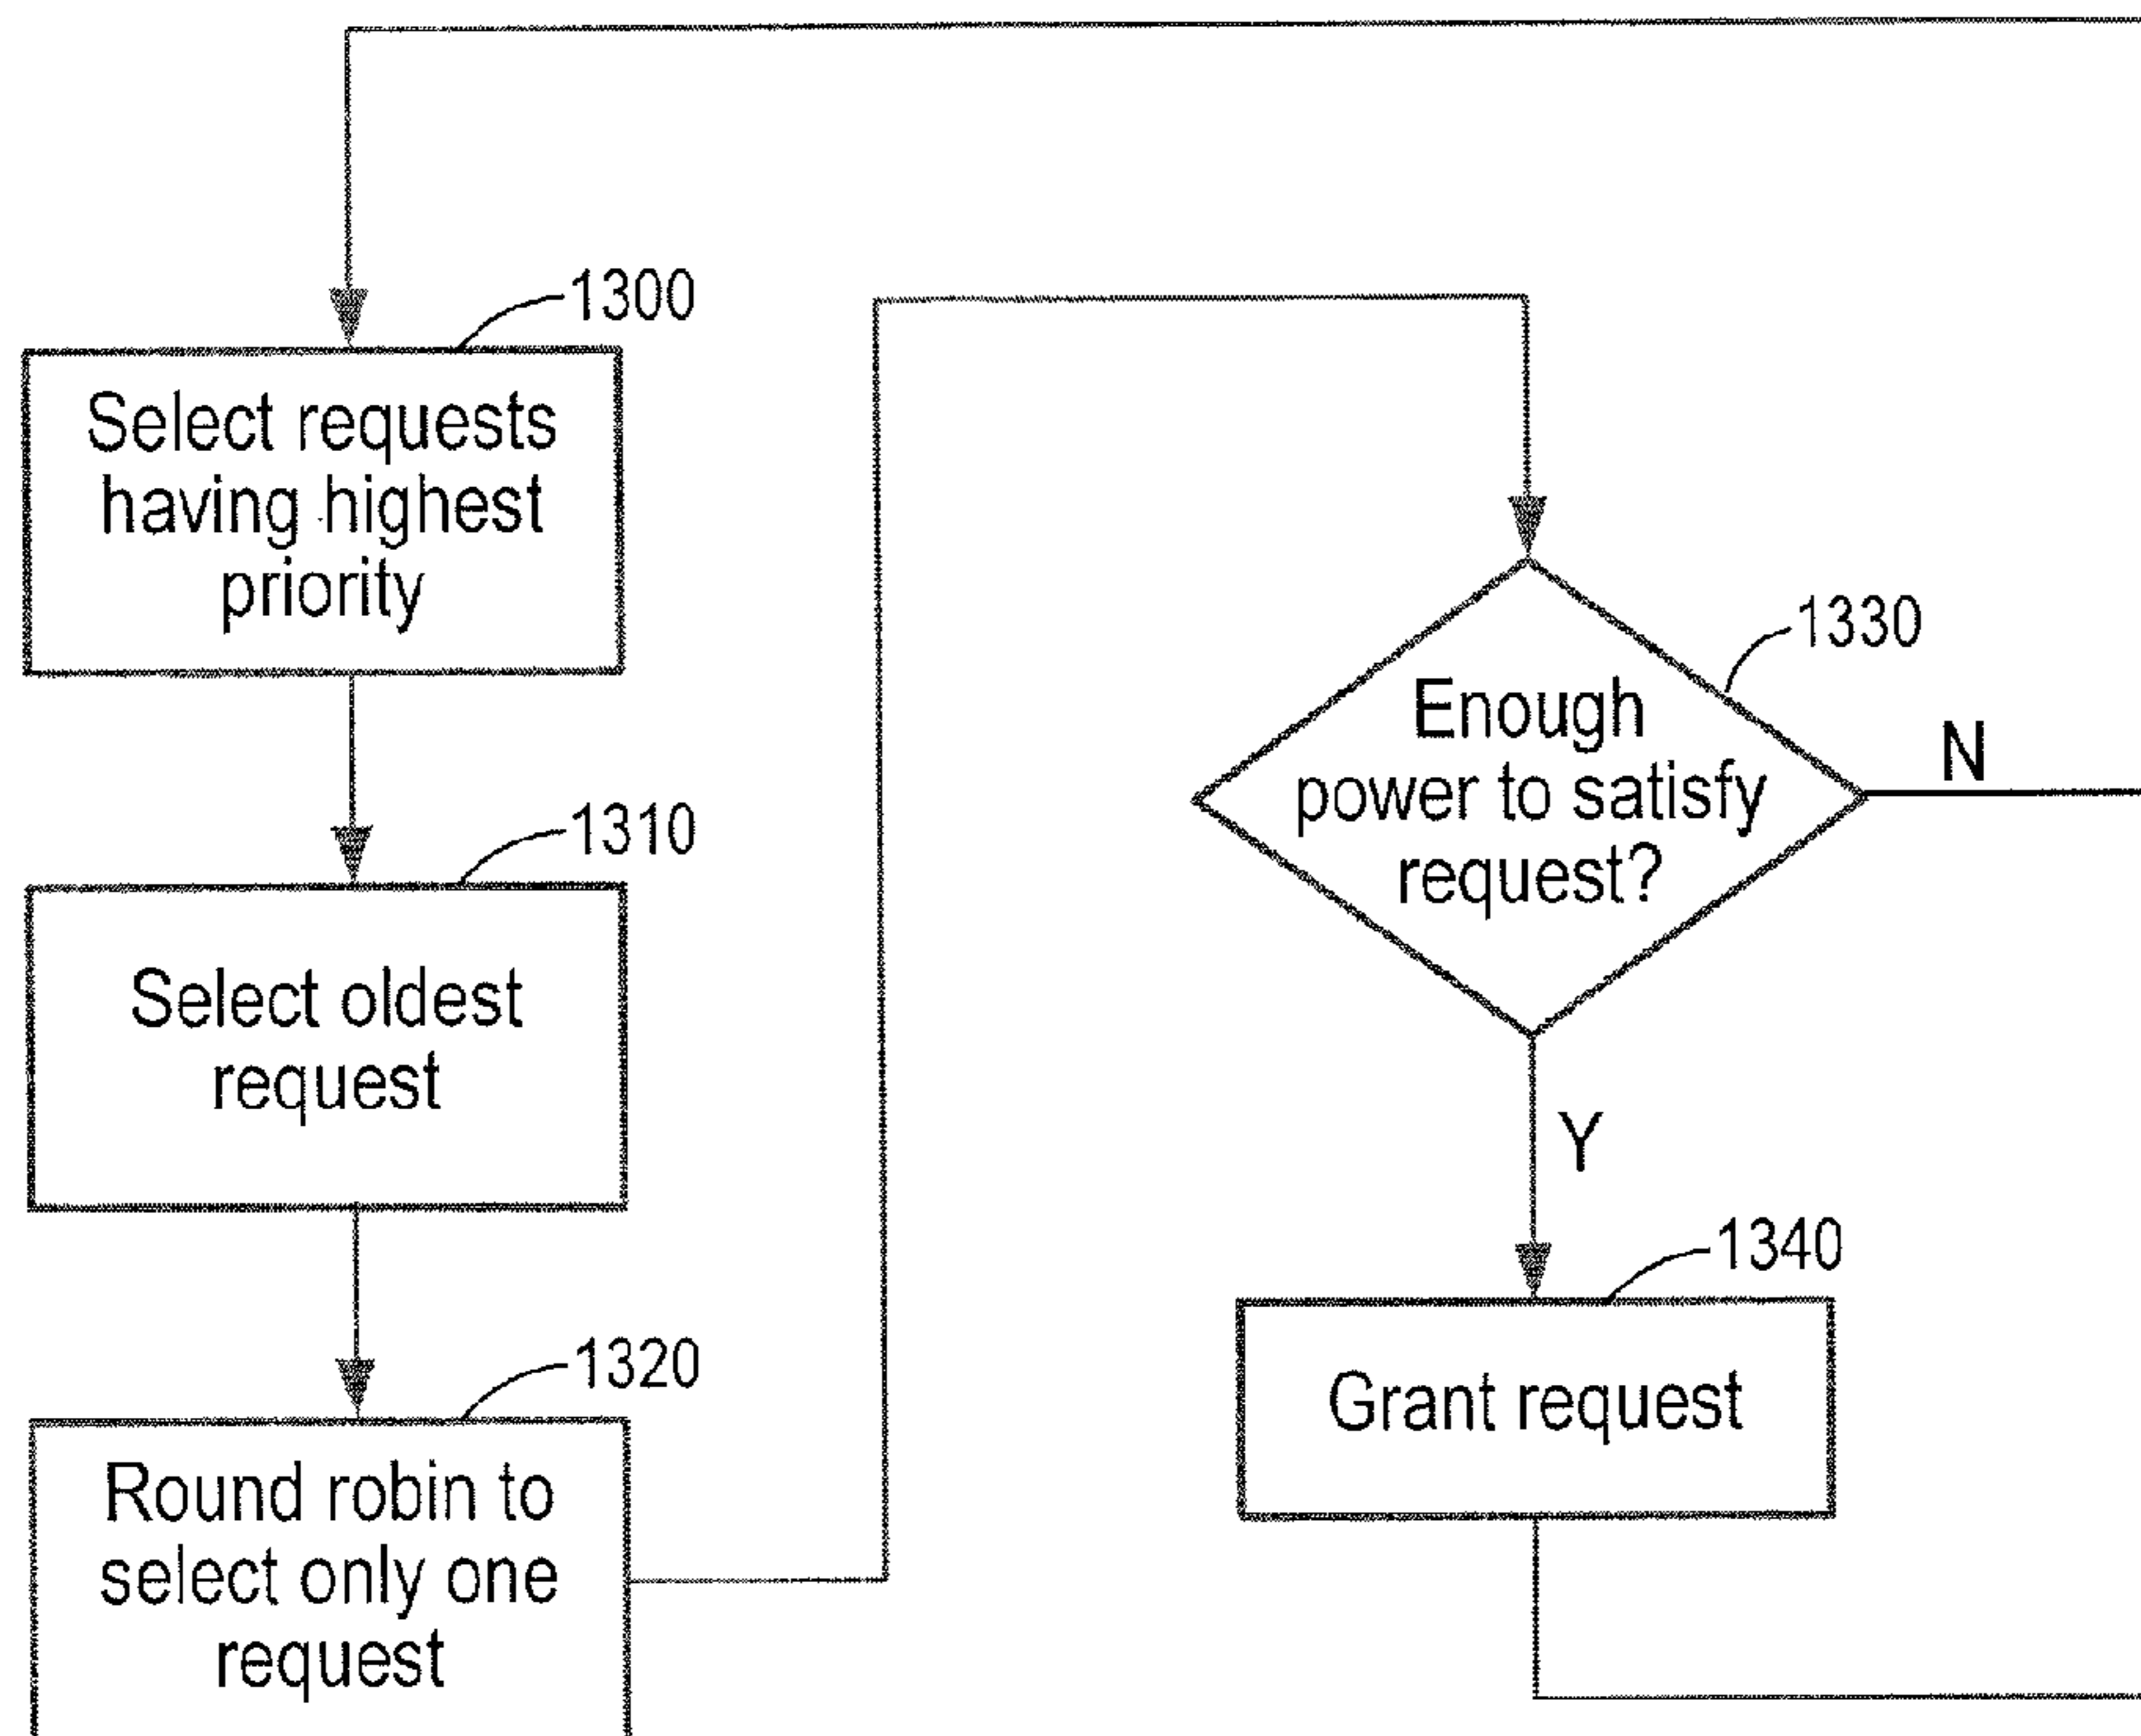 1300
Select requests
having highest
priority
1310
Select oldest
request
1320
Round robin to
select only one
request
1330
Enough
power to satisfy
request?
N
Y
1340
Grant request